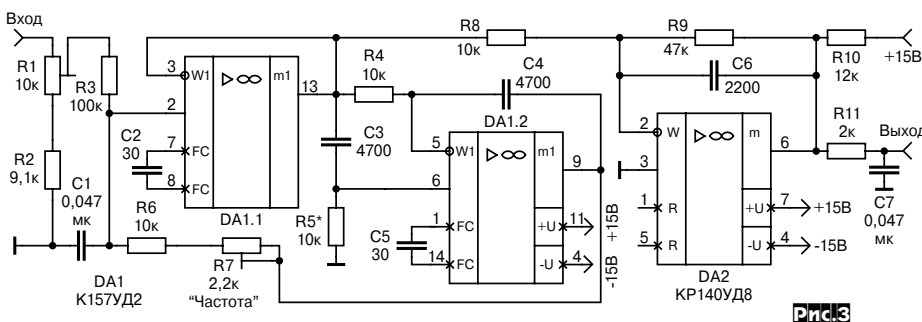 Вход
R1
10к
R3
100к
R2
9,1к
C1
0,047
мк
C2
30
3
2
7
8
W1
FC
FC
▷∞
m1
13
DA1.1
R6
10к
R7
2,2к
“Частота”
DA1
К157УД2
R4
10к
C3
4700
R5*
10к
R8
10к
C4
4700
DA1.2
5
6
1
14
W1
FC
FC
▷∞
m1
9
+U
-U
11
4
+15В
-15В
C5
30
R9
47к
C6
2200
2
3
1
5
W
R
R
▷∞
m
6
+U
-U
7
4
+15В
-15В
DA2
КР140УД8
R10
12к
+15В
R11
2к
Выход
C7
0,047
мк
Рис.3